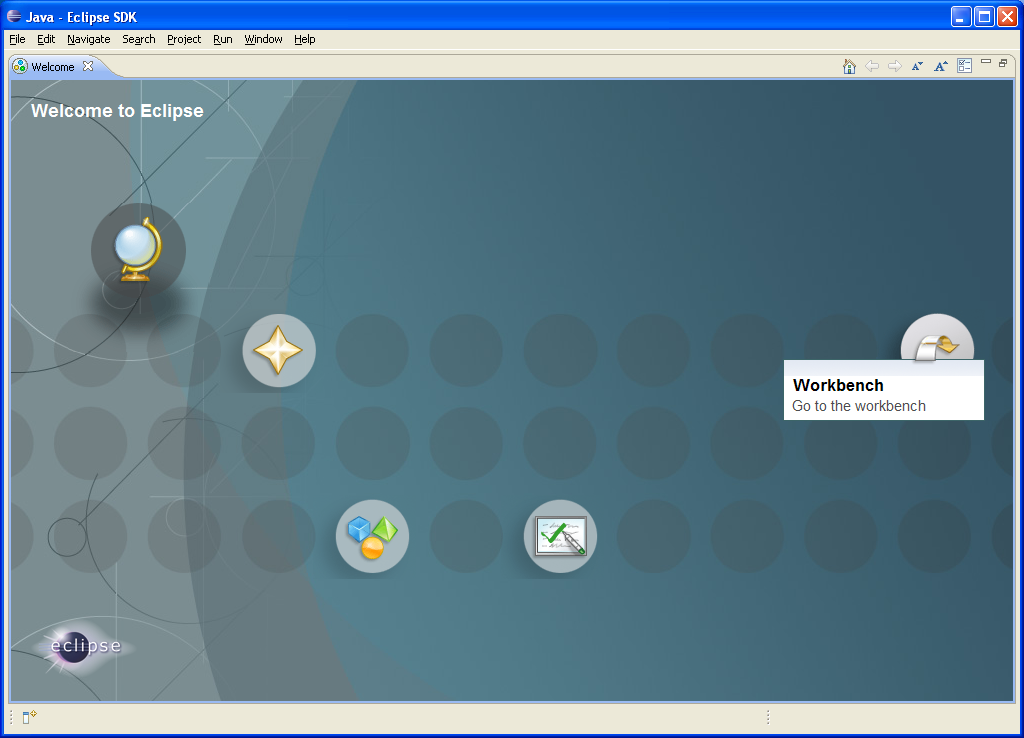 Java - Eclipse SDK
File Edit Navigate Search Project Run Window Help
Welcome
Welcome to Eclipse
Workbench
Go to the workbench
eclipse